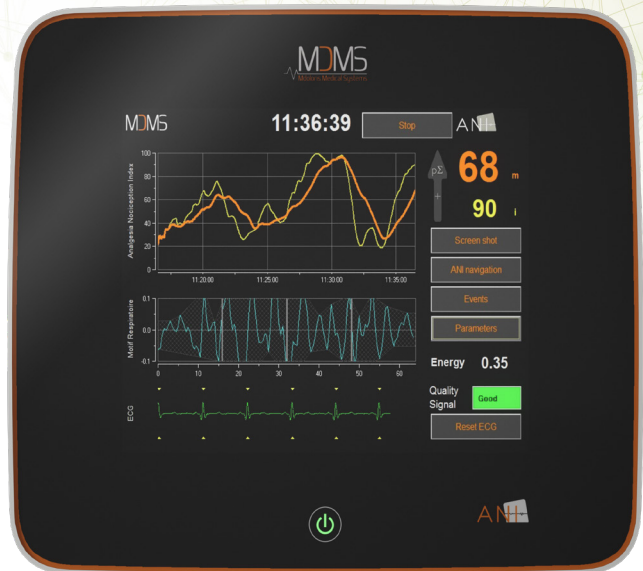 MDMS
Mdoloris Medical Systems
MDMS
11:36:39
Stop
ANI
100
80
60
40
20
0
Analgesia Nociception Index
11:20:00
11:25:00
11:30:00
11:35:00
pΣ
+
68 m
90 i
Screen shot
ANI navigation
Events
Parameters
0.1
0.0
-0.1
Motif Respiratoire
0
10
20
30
40
50
60
Energy 0.35
Quality
Signal
Good
ECG
Reset ECG
ANI